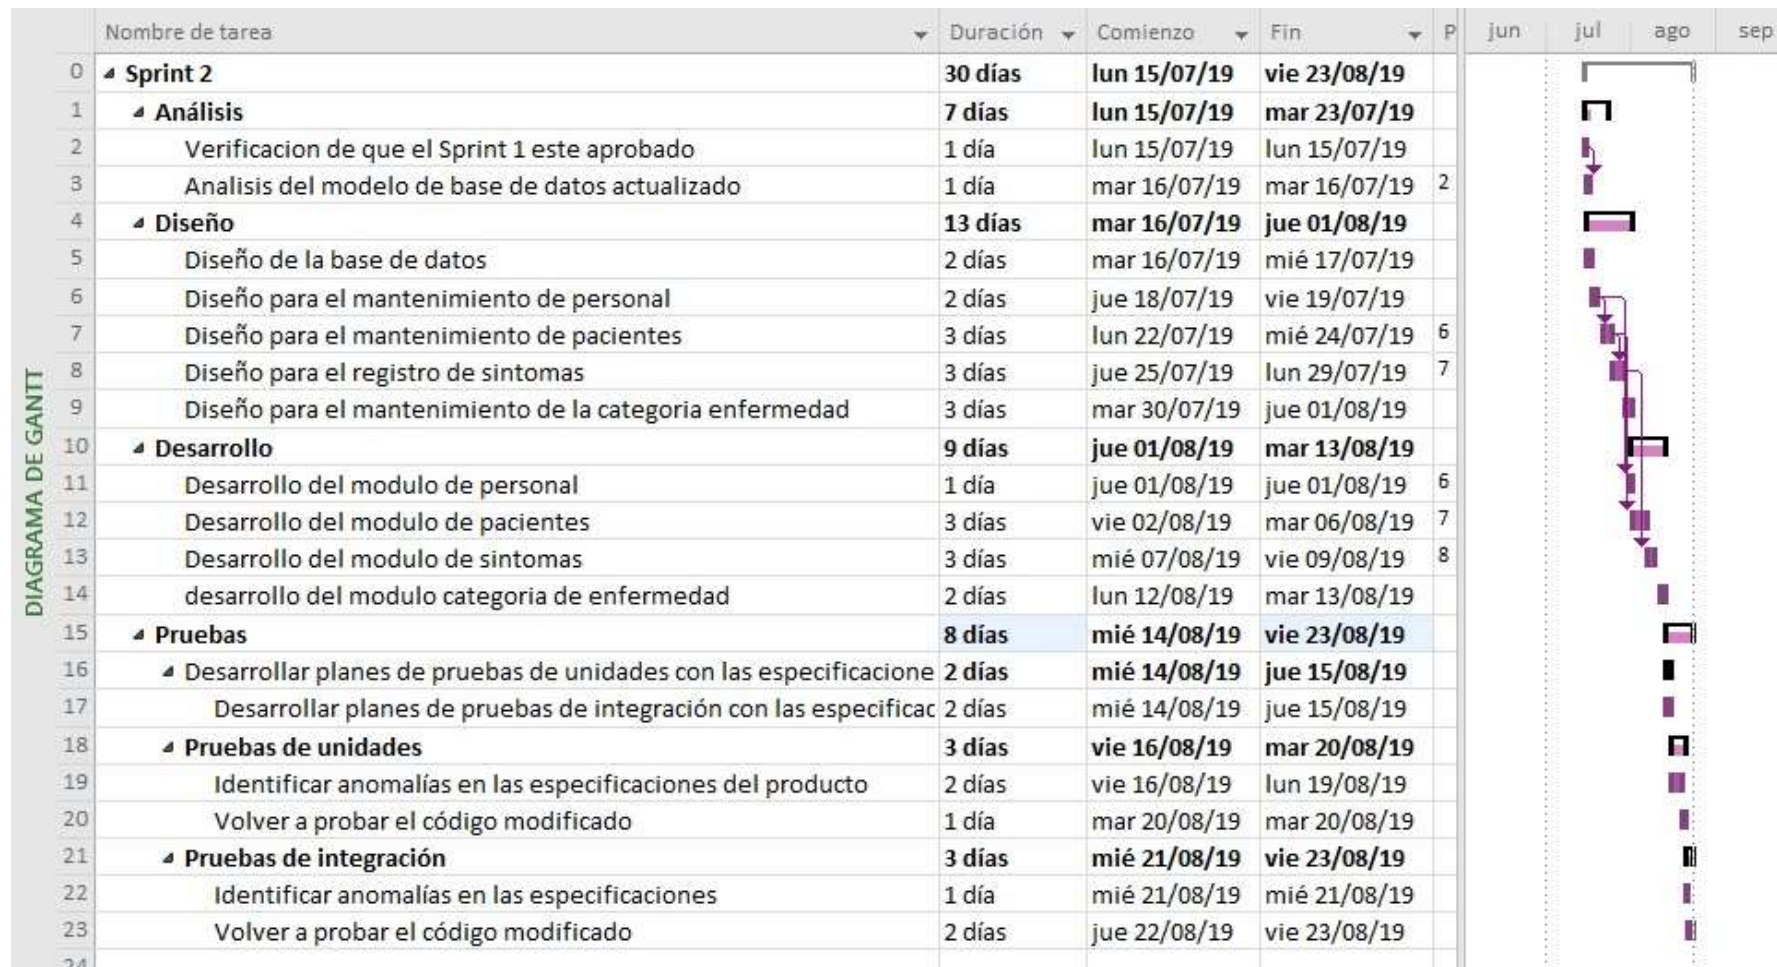 Nombre de tarea Duración Comienzo Fin P jun jul ago sep
DIAGRAMA DE GANTT
0 Sprint 2 30 días lun 15/07/19 vie 23/08/19
1 Análisis 7 días lun 15/07/19 mar 23/07/19
2 Verificacion de que el Sprint 1 este aprobado 1 día lun 15/07/19 lun 15/07/19
3 Analisis del modelo de base de datos actualizado 1 día mar 16/07/19 mar 16/07/19 2
4 Diseño 13 días mar 16/07/19 jue 01/08/19
5 Diseño de la base de datos 2 días mar 16/07/19 mié 17/07/19
6 Diseño para el mantenimiento de personal 2 días jue 18/07/19 vie 19/07/19
7 Diseño para el mantenimiento de pacientes 3 días lun 22/07/19 mié 24/07/19 6
8 Diseño para el registro de sintomas 3 días jue 25/07/19 lun 29/07/19 7
9 Diseño para el mantenimiento de la categoria enfermedad 3 días mar 30/07/19 jue 01/08/19
10 Desarrollo 9 días jue 01/08/19 mar 13/08/19
11 Desarrollo del modulo de personal 1 día jue 01/08/19 jue 01/08/19 6
12 Desarrollo del modulo de pacientes 3 días vie 02/08/19 mar 06/08/19 7
13 Desarrollo del modulo de sintomas 3 días mié 07/08/19 vie 09/08/19 8
14 desarrollo del modulo categoria de enfermedad 2 días lun 12/08/19 mar 13/08/19
15 Pruebas 8 días mié 14/08/19 vie 23/08/19
16 Desarrollar planes de pruebas de unidades con las especificacione 2 días mié 14/08/19 jue 15/08/19
17 Desarrollar planes de pruebas de integración con las especificac 2 días mié 14/08/19 jue 15/08/19
18 Pruebas de unidades 3 días vie 16/08/19 mar 20/08/19
19 Identificar anomalías en las especificaciones del producto 2 días vie 16/08/19 lun 19/08/19
20 Volver a probar el código modificado 1 día mar 20/08/19 mar 20/08/19
21 Pruebas de integración 3 días mié 21/08/19 vie 23/08/19
22 Identificar anomalías en las especificaciones 1 día mié 21/08/19 mié 21/08/19
23 Volver a probar el código modificado 2 días jue 22/08/19 vie 23/08/19
24